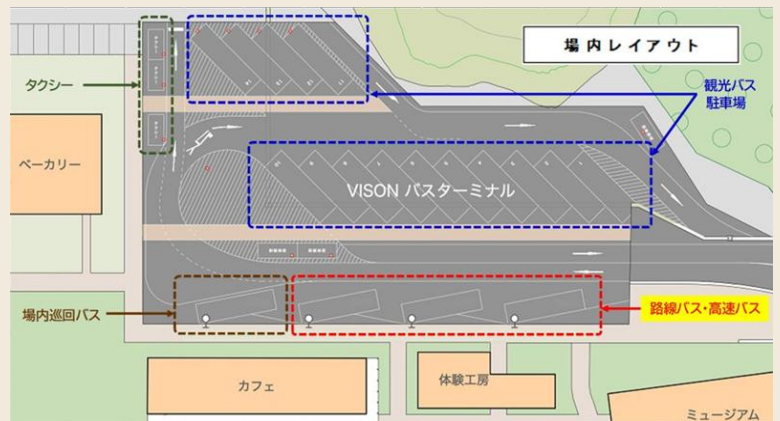 場内レイアウト
タクシー
観光バス
駐車場
ベーカリー
VISON バスターミナル
場内巡回バス
路線バス・高速バス
カフェ
体験工房
ミュージアム